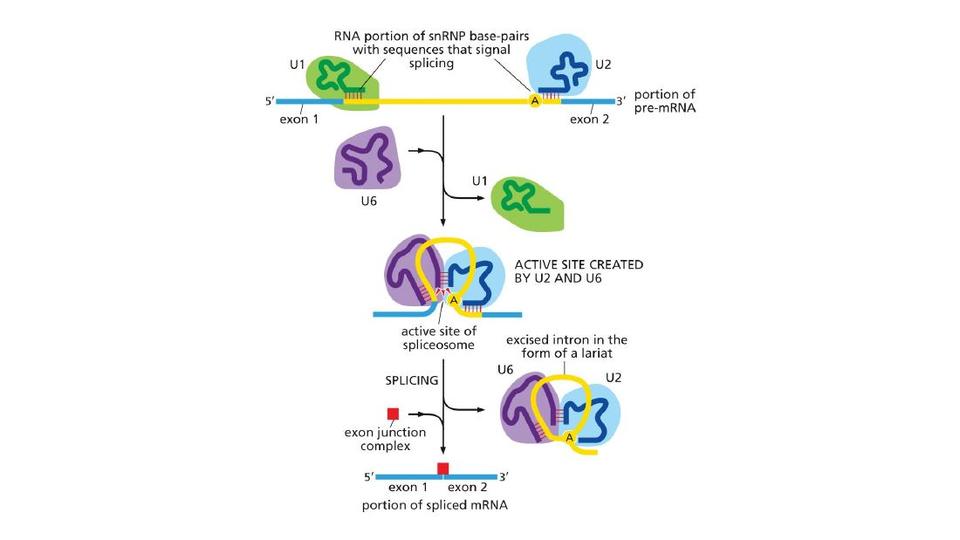 RNA portion of snRNP base-pairs
with sequences that signal
splicing
U1
U2
5′
A
3′
portion of
pre-mRNA
exon 1
exon 2
U6
U1
ACTIVE SITE CREATED
BY U2 AND U6
A
active site of
spliceosome
excised intron in the
form of a lariat
U6
U2
SPLICING
A
exon junction
complex
5′
3′
exon 1
exon 2
portion of spliced mRNA